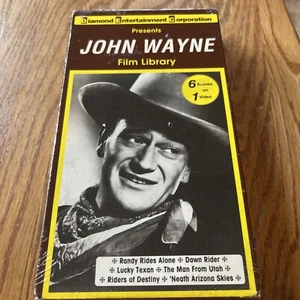 Diamond Entertainment Corporation
Presents
JOHN WAYNE
Film Library
6 Movies
on
1 Video
Randy Rides Alone + Dawn Rider +
Lucky Texan + The Man From Utah +
Riders of Destiny + 'Neath Arizona Skies +